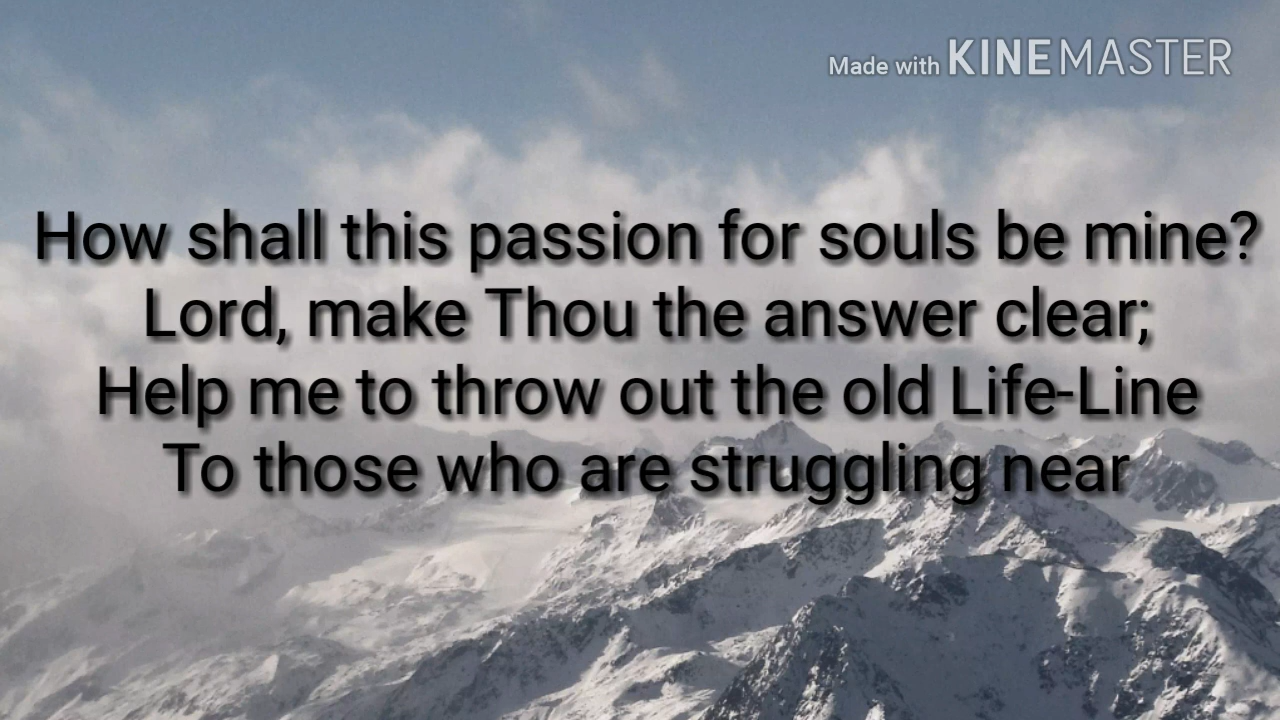 Made with KINEMASTER
How shall this passion for souls be mine?
Lord, make Thou the answer clear;
Help me to throw out the old Life-Line
To those who are struggling near